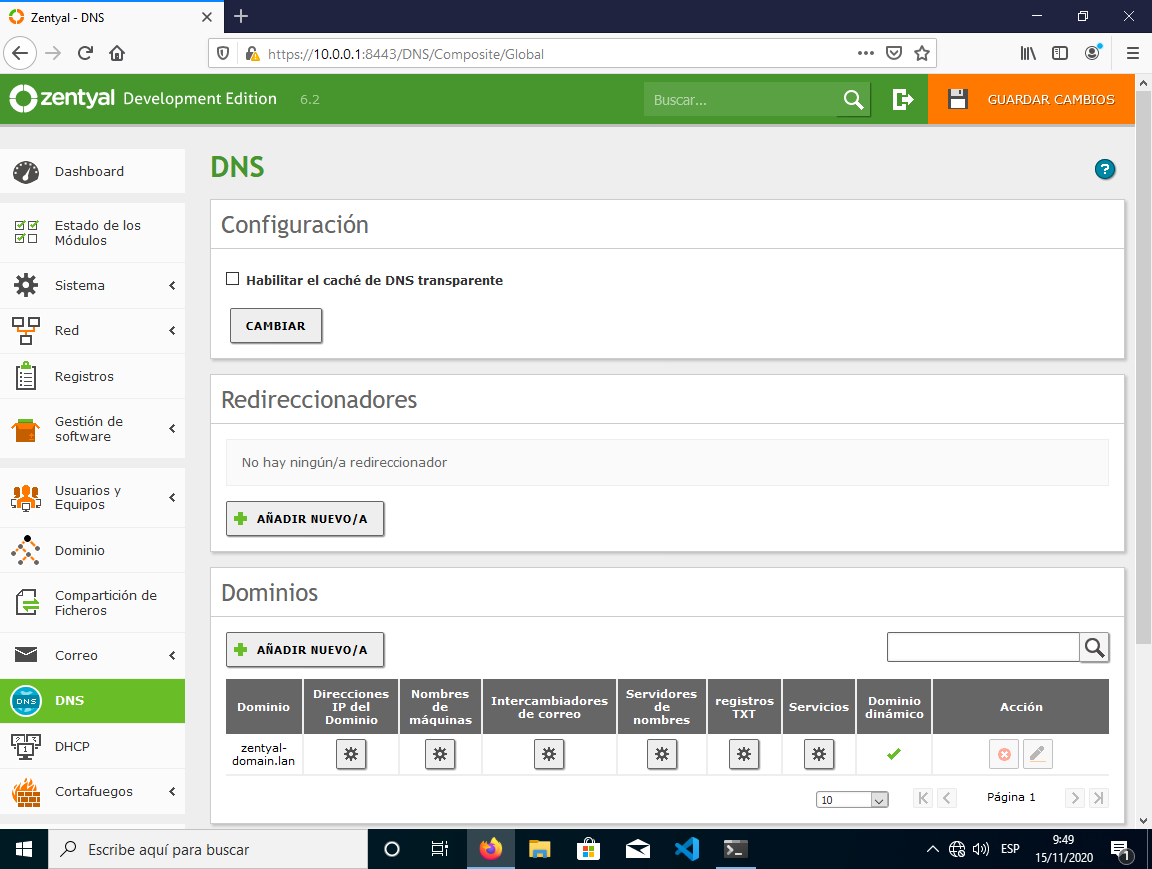 Zentyal - DNS
https://10.0.0.1:8443/DNS/Composite/Global
zentyal Development Edition 6.2
Buscar...
GUARDAR CAMBIOS
Dashboard
Estado de los
Módulos
Sistema
Red
Registros
Gestión de
software
Usuarios y
Equipos
Dominio
Compartición de
Ficheros
Correo
DNS
DNS
DHCP
1
Cortafuegos
DNS
?
Configuración
Habilitar el caché de DNS transparente
CAMBIAR
Redireccionadores
No hay ningún/a redireccionador
AÑADIR NUEVO/A
Dominios
AÑADIR NUEVO/A
Dominio
Direcciones
IP del
Dominio
Nombres
de
máquinas
Intercambiadores
de correo
Servidores
de
nombres
registros
TXT
Servicios
Dominio
dinámico
Acción
zentyal-
domain.lan
10
Página 1
Escribe aquí para buscar
ESP
9:49
15/11/2020
1